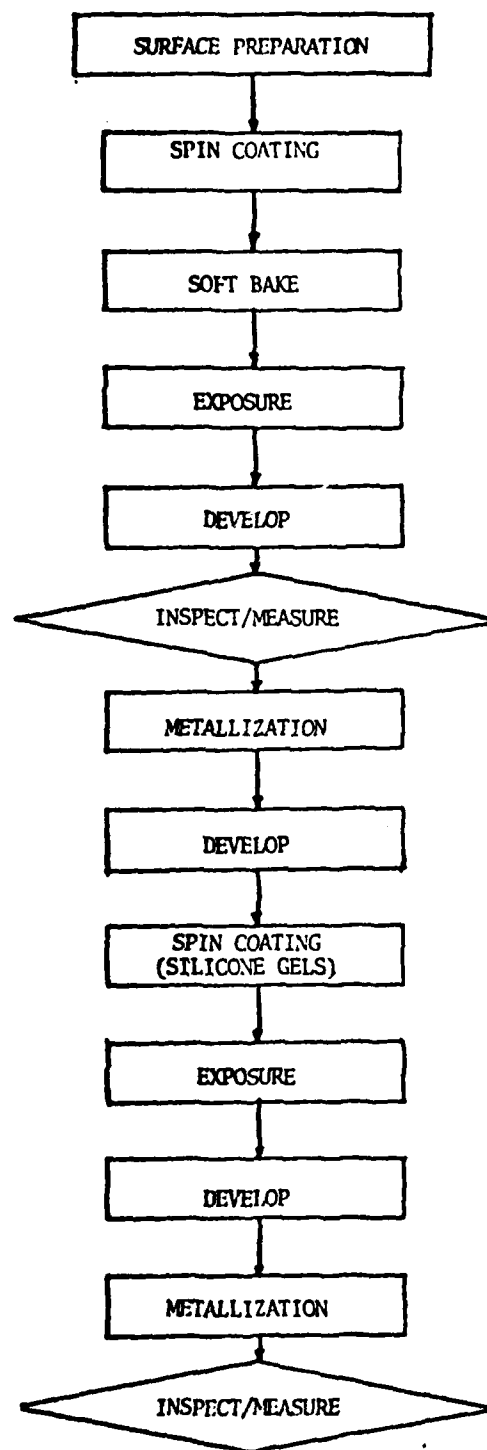 SURFACE PREPARATION
SPIN COATING
SOFT BAKE
EXPOSURE
DEVELOP
INSPECT/MEASURE
METALLIZATION
DEVELOP
SPIN COATING
(SILICONE GELS)
EXPOSURE
DEVELOP
METALLIZATION
INSPECT/MEASURE